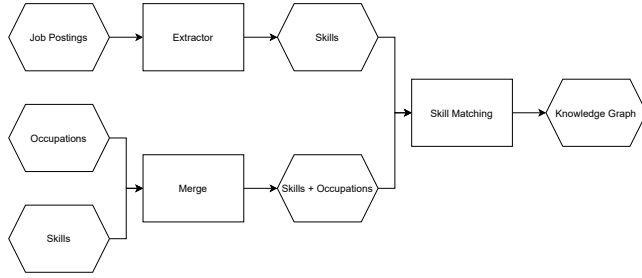 Job Postings
Extractor
Skills
Occupations
Skill Matching
Knowledge Graph
Merge
Skills + Occupations
Skills